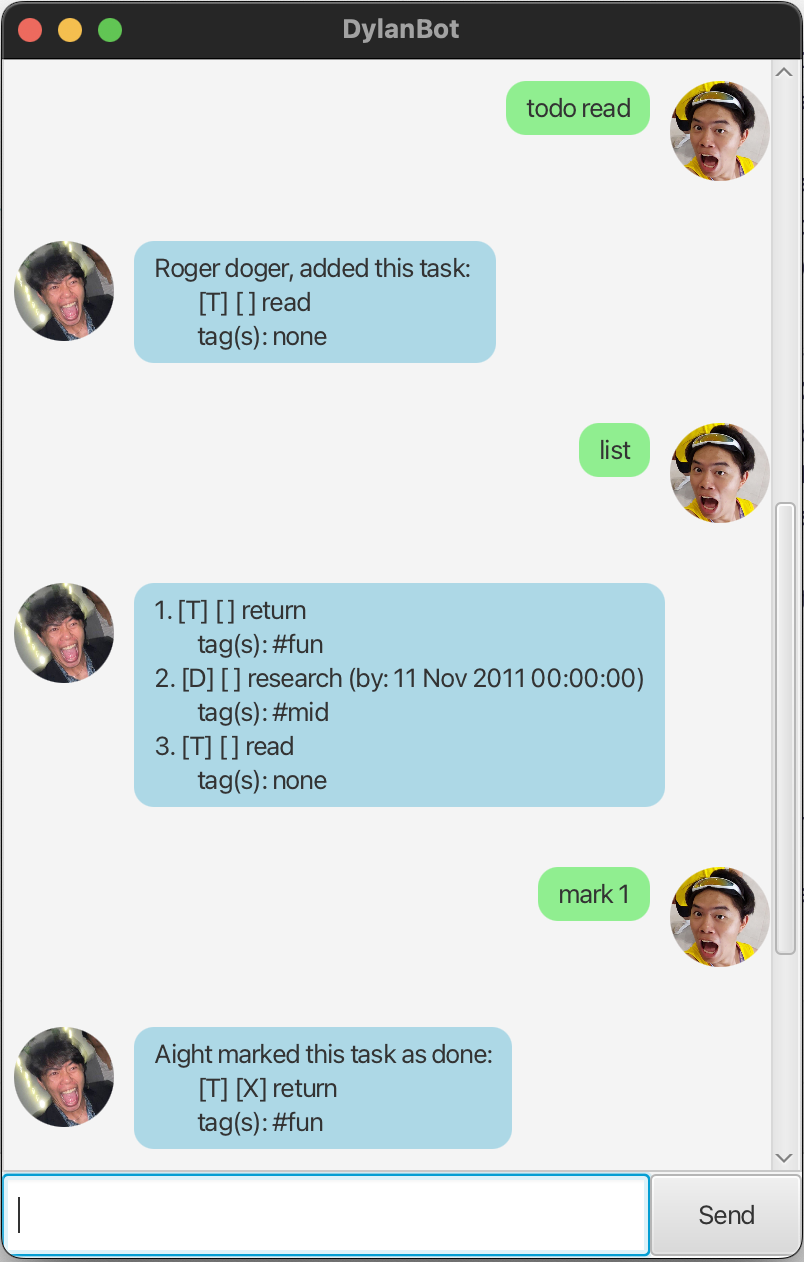 DylanBot
todo read
Roger doger, added this task:
[T] [ ] read
tag(s): none
list
1. [T] [ ] return
tag(s): #fun
2. [D] [ ] research (by: 11 Nov 2011 00:00:00)
tag(s): #mid
3. [T] [ ] read
tag(s): none
mark 1
Aight marked this task as done:
[T] [X] return
tag(s): #fun
Send